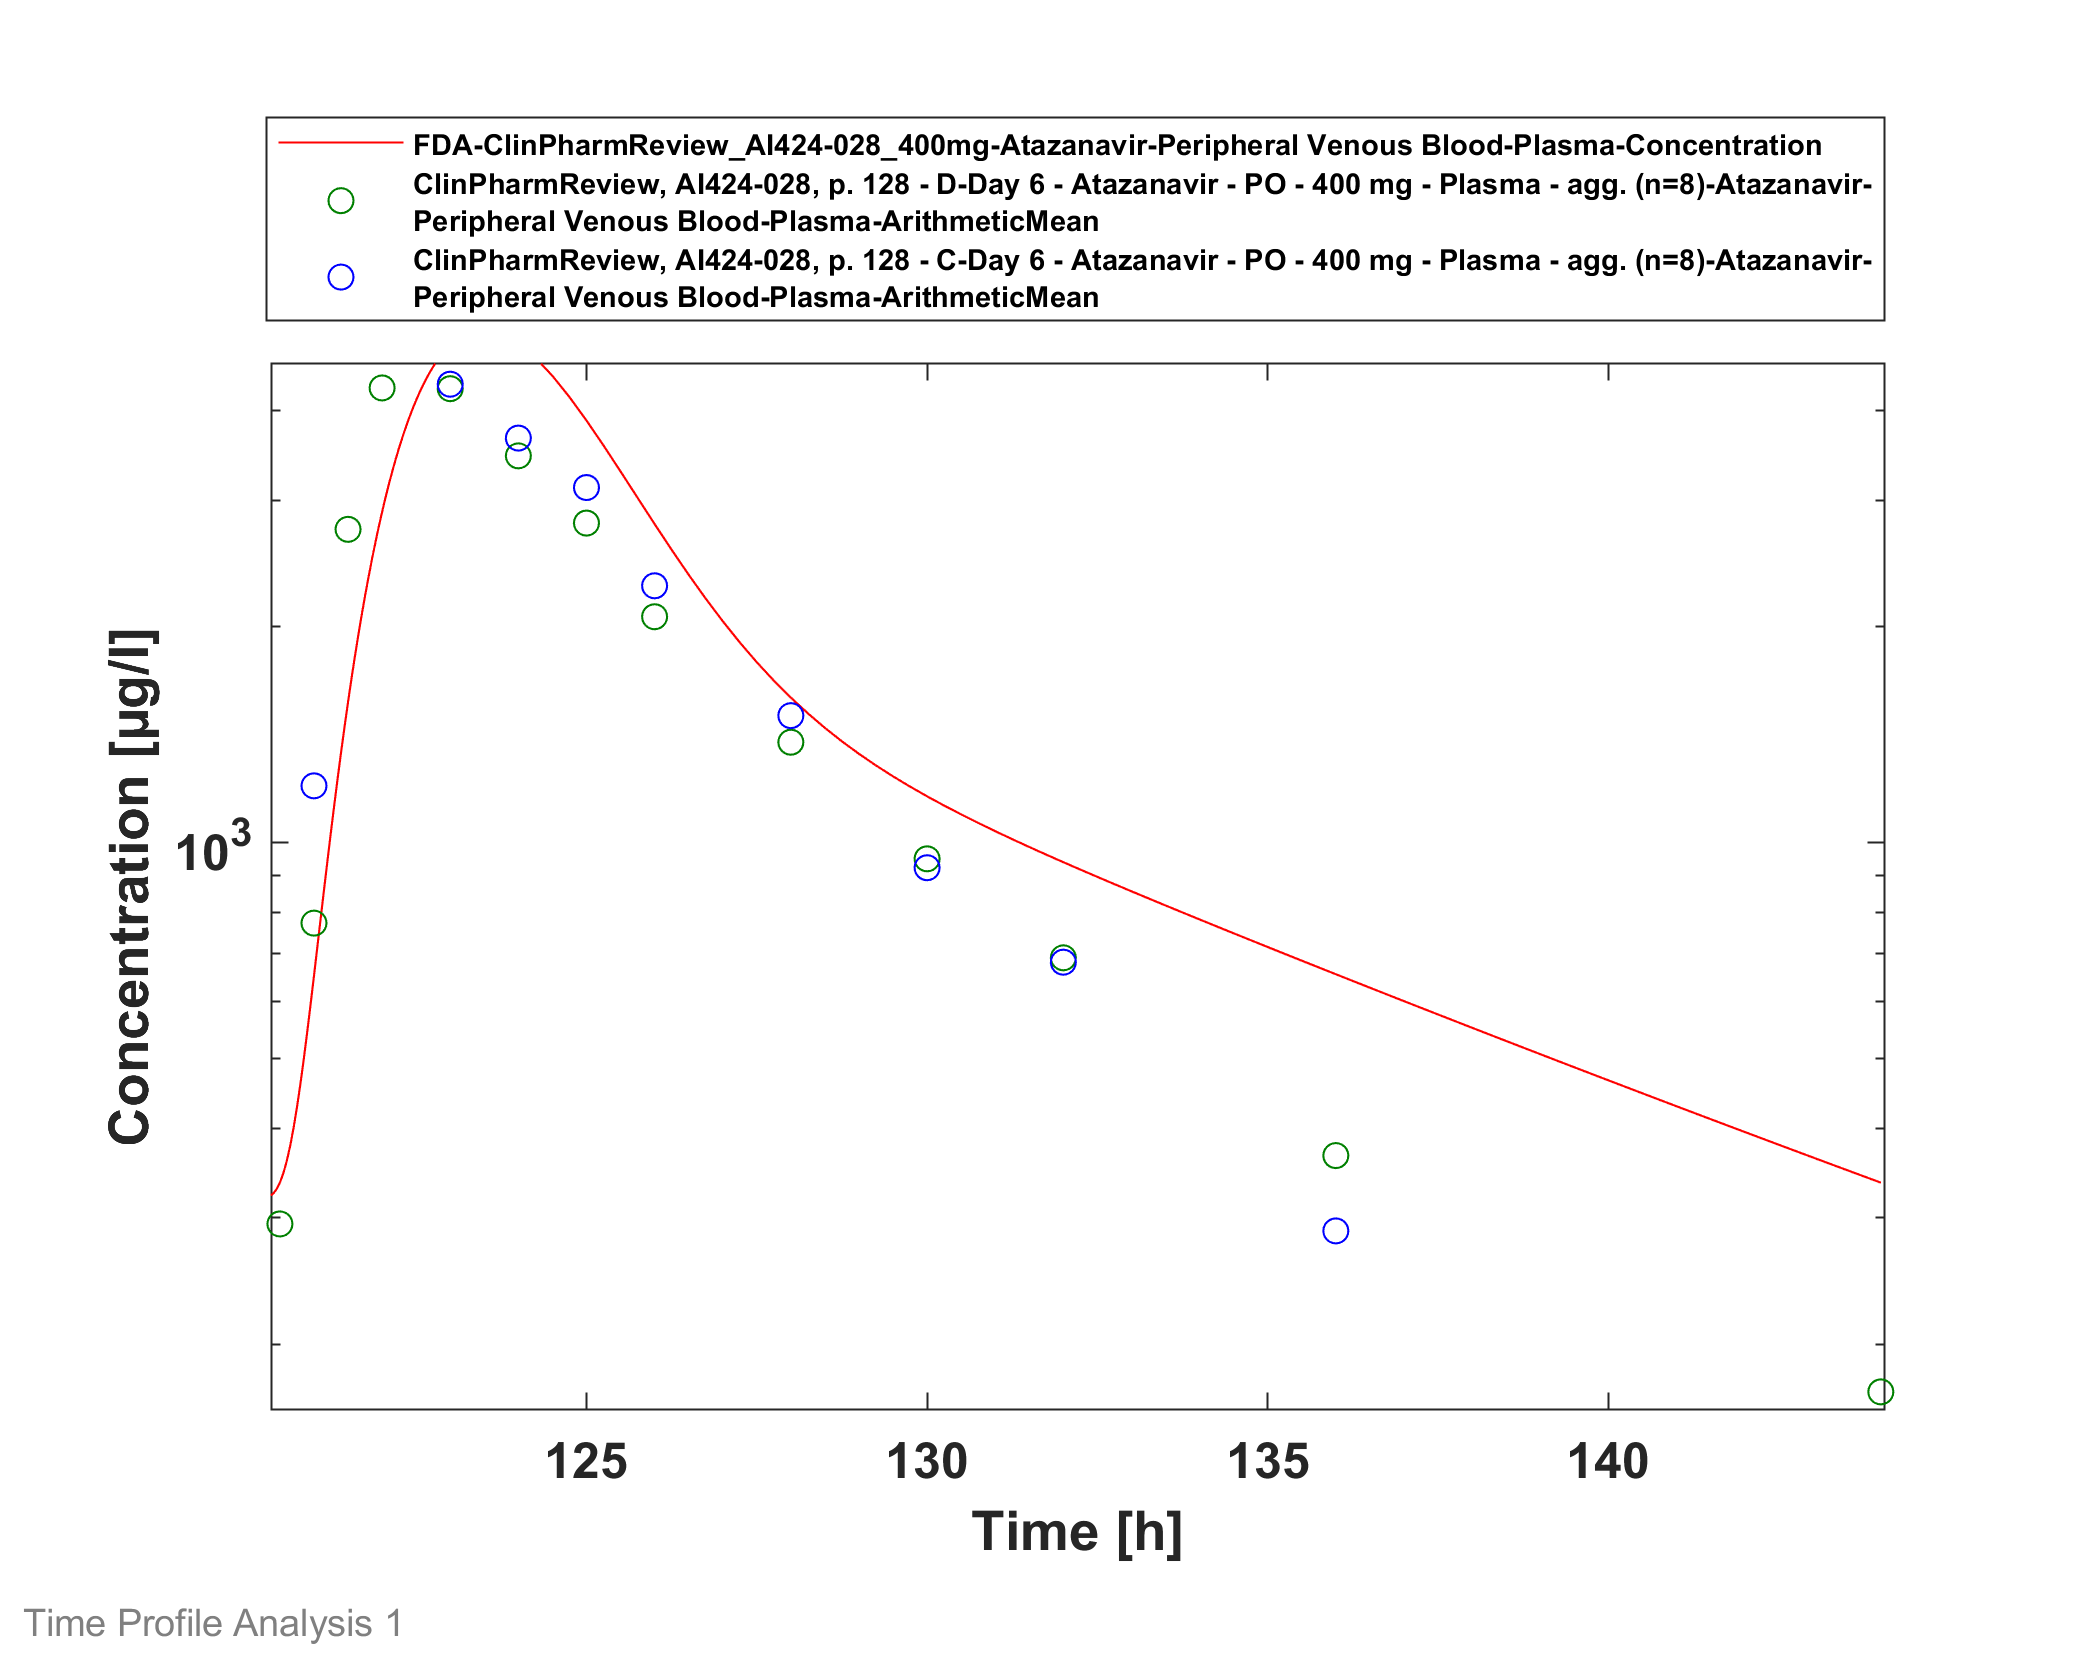 FDA-ClinPharmReview_AI424-028_400mg-Atazanavir-Peripheral Venous Blood-Plasma-Concentration
ClinPharmReview, AI424-028, p. 128 - D-Day 6 - Atazanavir - PO - 400 mg - Plasma - agg. (n=8)-Atazanavir-
Peripheral Venous Blood-Plasma-ArithmeticMean
ClinPharmReview, AI424-028, p. 128 - C-Day 6 - Atazanavir - PO - 400 mg - Plasma - agg. (n=8)-Atazanavir-
Peripheral Venous Blood-Plasma-ArithmeticMean
Concentration [µg/l]
10³
125 130 135 140
Time [h]
Time Profile Analysis 1